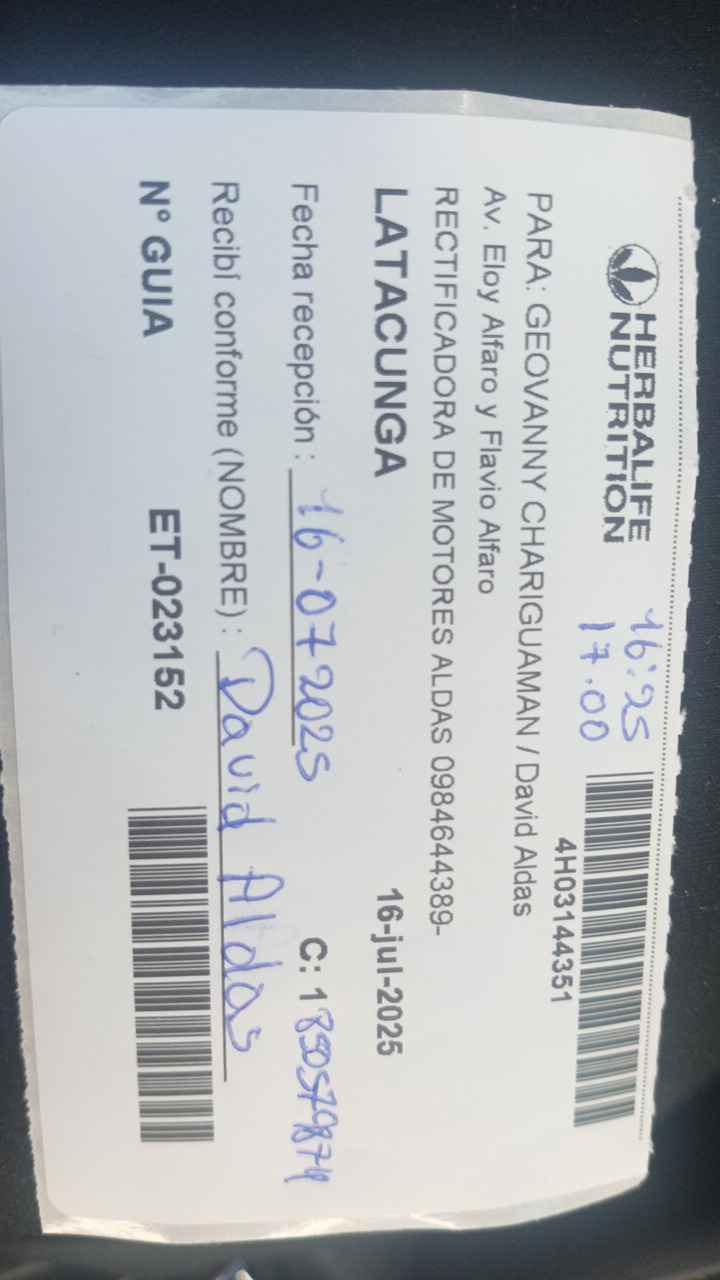 HERBALIFE
NUTRITION
16:25
17.00
4H03144351
PARA: GEOVANNY CHARIGUAMAN / David Aldas
Av. Eloy Alfaro y Flavio Alfaro
RECTIFICADORA DE MOTORES ALDAS 0984644389-
LATACUNGA 16-jul-2025
Fecha recepción : 16-07 2025 C: 1
Recibí conforme (NOMBRE) : David Aldas
N° GUIA ET-023152